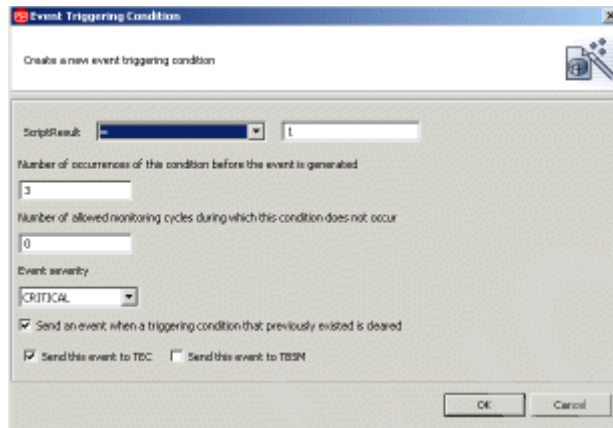 Event Triggering Condition
Create a new event triggering condition
ScriptResult = 1
Number of occurrences of this condition before the event is generated
3
Number of allowed monitoring cycles during which this condition does not occur
0
Event severity
CRITICAL
Send an event when a triggering condition that previously existed is cleared
Send this event to TEC Send this event to TBSM
OK Cancel